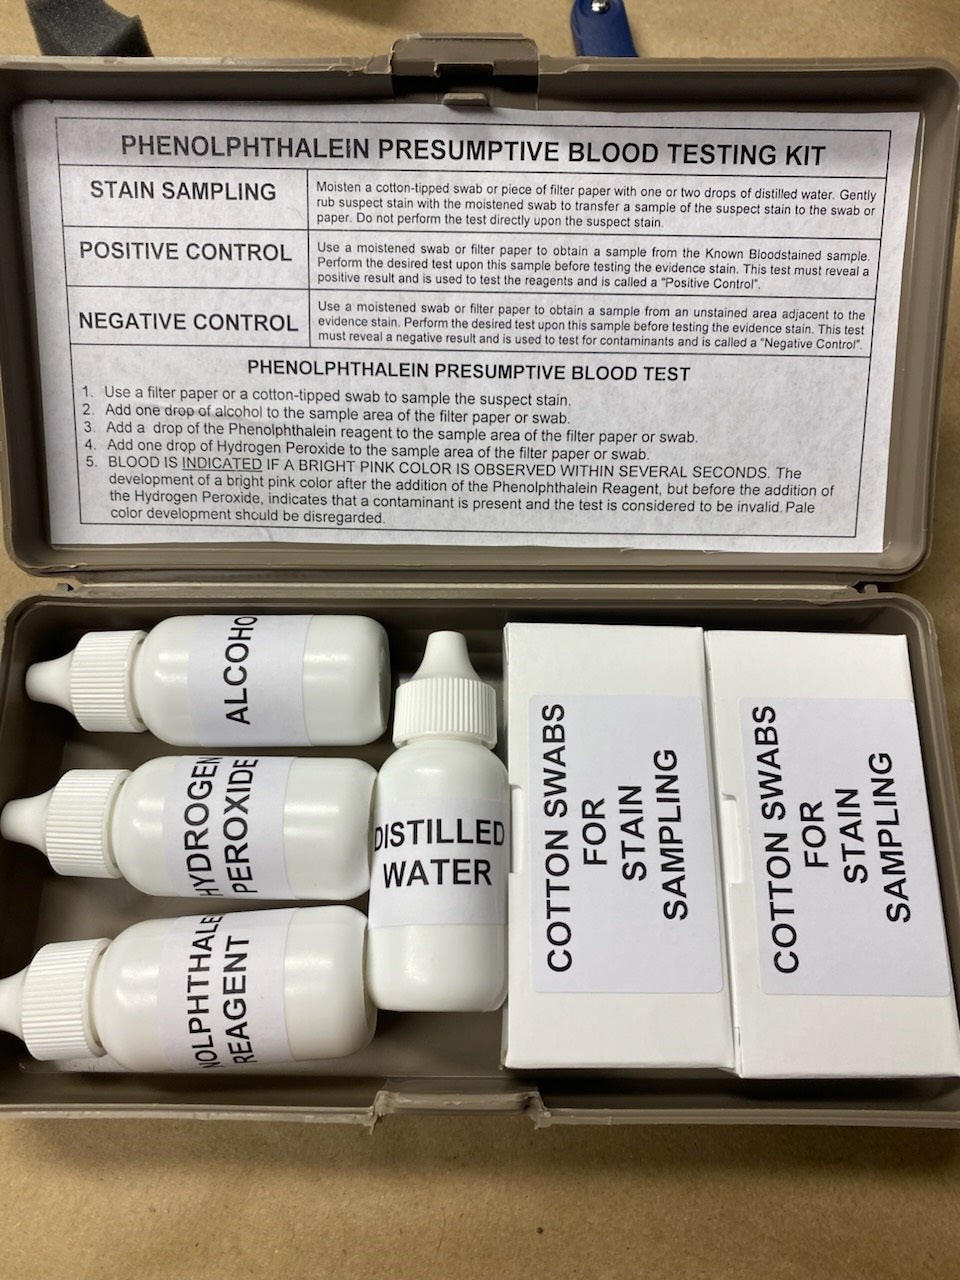 PHENOLPHTHALEIN PRESUMPTIVE BLOOD TESTING KIT
STAIN SAMPLING
Moisten a cotton-tipped swab or piece of filter paper with one or two drops of distilled water. Gently
rub suspect stain with the moistened swab to transfer a sample of the suspect stain to the swab or
paper. Do not perform the test directly upon the suspect stain.
POSITIVE CONTROL
Use a moistened swab or filter paper to obtain a sample from the Known Bloodstained sample.
Perform the desired test upon this sample before testing the evidence stain. This test must reveal a
positive result and is used to test the reagents and is called a "Positive Control".
NEGATIVE CONTROL
Use a moistened swab or filter paper to obtain a sample from an unstained area adjacent to the
evidence stain. Perform the desired test upon this sample before testing the evidence stain. This test
must reveal a negative result and is used to test for contaminants and is called a "Negative Control".
PHENOLPHTHALEIN PRESUMPTIVE BLOOD TEST
1. Use a filter paper or a cotton-tipped swab to sample the suspect stain.
2. Add one drop of alcohol to the sample area of the filter paper or swab.
3. Add a drop of the Phenolphthalein reagent to the sample area of the filter paper or swab.
4. Add one drop of Hydrogen Peroxide to the sample area of the filter paper or swab.
5. BLOOD IS INDICATED IF A BRIGHT PINK COLOR IS OBSERVED WITHIN SEVERAL SECONDS. The
development of a bright pink color after the addition of the Phenolphthalein Reagent, but before the addition of
the Hydrogen Peroxide, indicates that a contaminant is present and the test is considered to be invalid. Pale
color development should be disregarded.
ALCOHO
HYDROGEN
PEROXIDE
NOLPHTHALE
REAGENT
DISTILLED
WATER
COTTON SWABS
FOR
STAIN
SAMPLING
COTTON SWABS
FOR
STAIN
SAMPLING